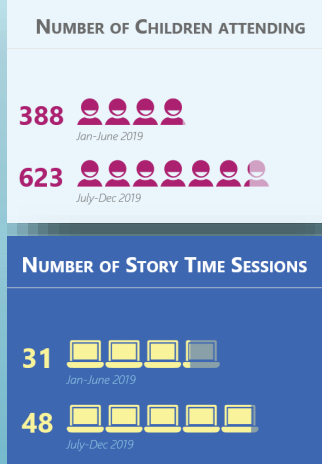 Number of Children attending
388
Jan-June 2019
623
July-Dec 2019
Number of Story Time Sessions
31
Jan-June 2019
48
July-Dec 2019